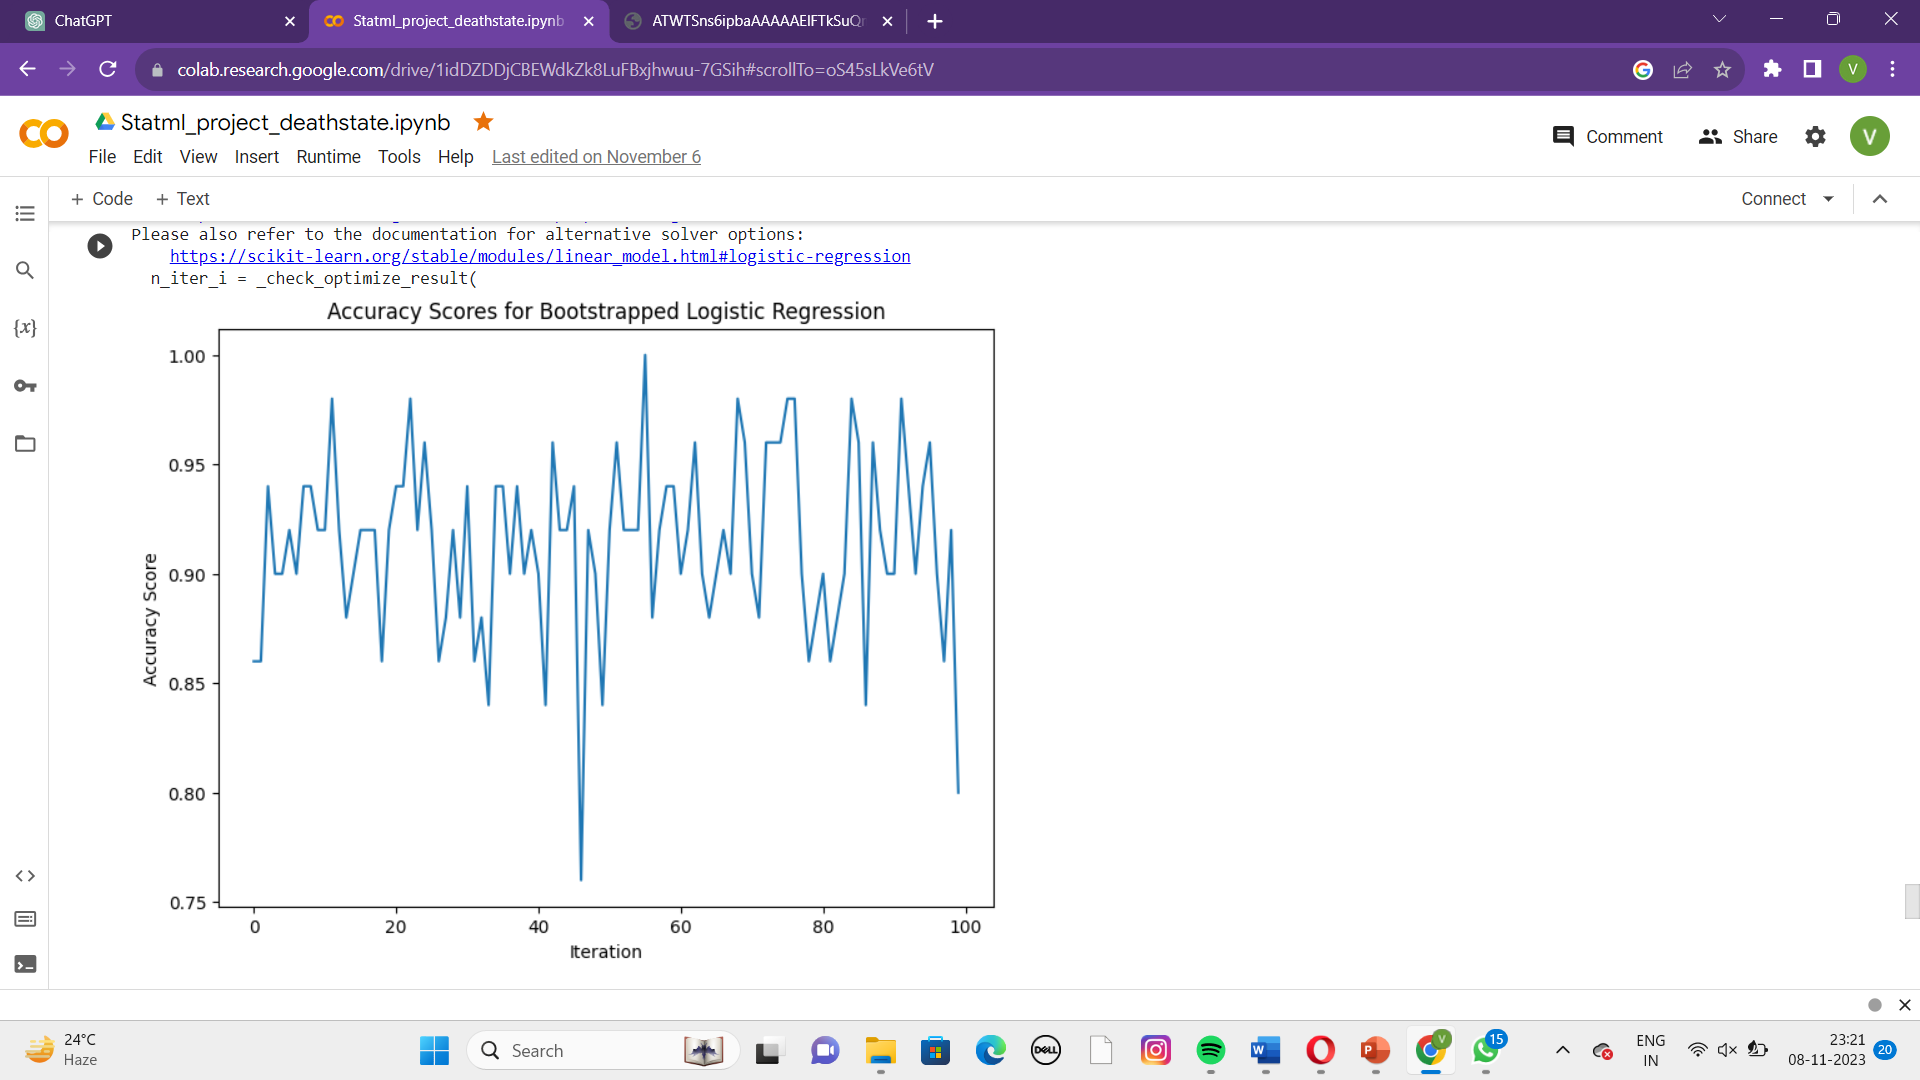 ChatGPT
Statml_project_deathstate.ipynb
ATWTSns6ipbaAAAAAElFTkSuQ
colab.research.google.com/drive/1idDZDDjCBEWdkZk8LuFBxjhwuu-7GSih#scrollTo=oS45sLkVe6tV
V
Statml_project_deathstate.ipynb
Comment
Share
V
File Edit View Insert Runtime Tools Help Last edited on November 6
+ Code + Text
Connect
{x}
Please also refer to the documentation for alternative solver options:
https://scikit-learn.org/stable/modules/linear_model.html#logistic-regression
n_iter_i = _check_optimize_result(
Accuracy Scores for Bootstrapped Logistic Regression
1.00
0.95
0.90
0.85
0.80
0.75
Accuracy Score
0 20 40 60 80 100
Iteration
24°C
Haze
Search
DELL
W
P
V
15
ENG
IN
23:21
08-11-2023
20